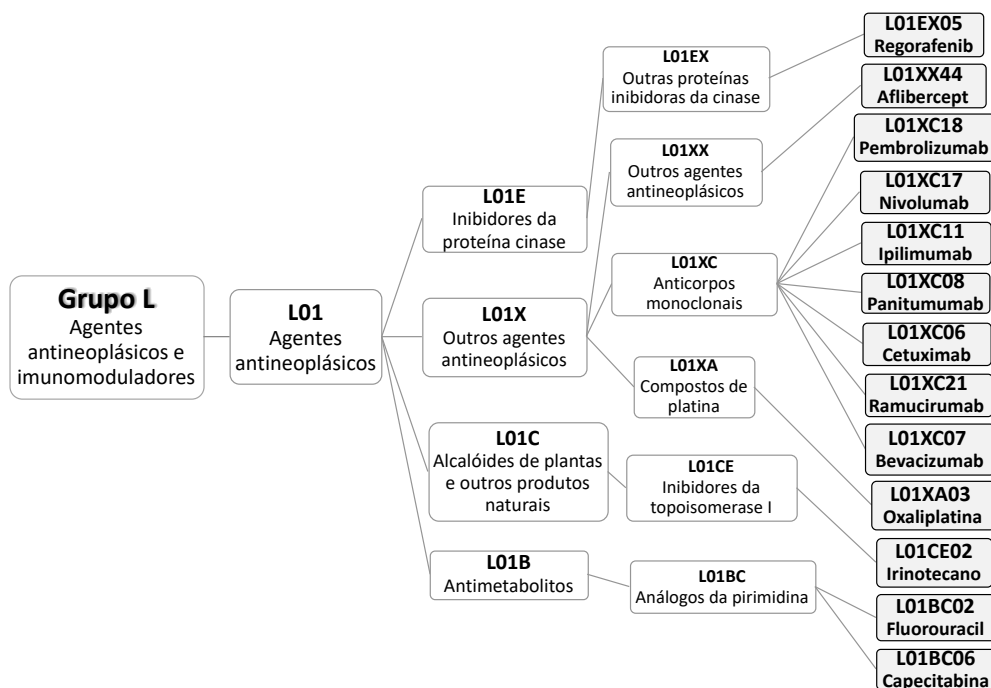 Grupo L
Agentes
antineoplásicos e
imunomoduladores
L01
Agentes
antineoplásicos
L01E
Inibidores da
proteína cinase
L01X
Outros agentes
antineoplásicos
L01C
Alcalóides de plantas
e outros produtos
naturais
L01B
Antimetabolitos
L01EX
Outras proteínas
inibidoras da cinase
L01XX
Outros agentes
antineoplásicos
L01XC
Anticorpos
monoclonais
L01XA
Compostos de
platina
L01CE
Inibidores da
topoisomerase I
L01BC
Análogos da pirimidina
L01EX05
Regorafenib
L01XX44
Aflibercept
L01XC18
Pembrolizumab
L01XC17
Nivolumab
L01XC11
Ipilimumab
L01XC08
Panitumumab
L01XC06
Cetuximab
L01XC21
Ramucirumab
L01XC07
Bevacizumab
L01XA03
Oxaliplatina
L01CE02
Irinotecano
L01BC02
Fluorouracil
L01BC06
Capecitabina